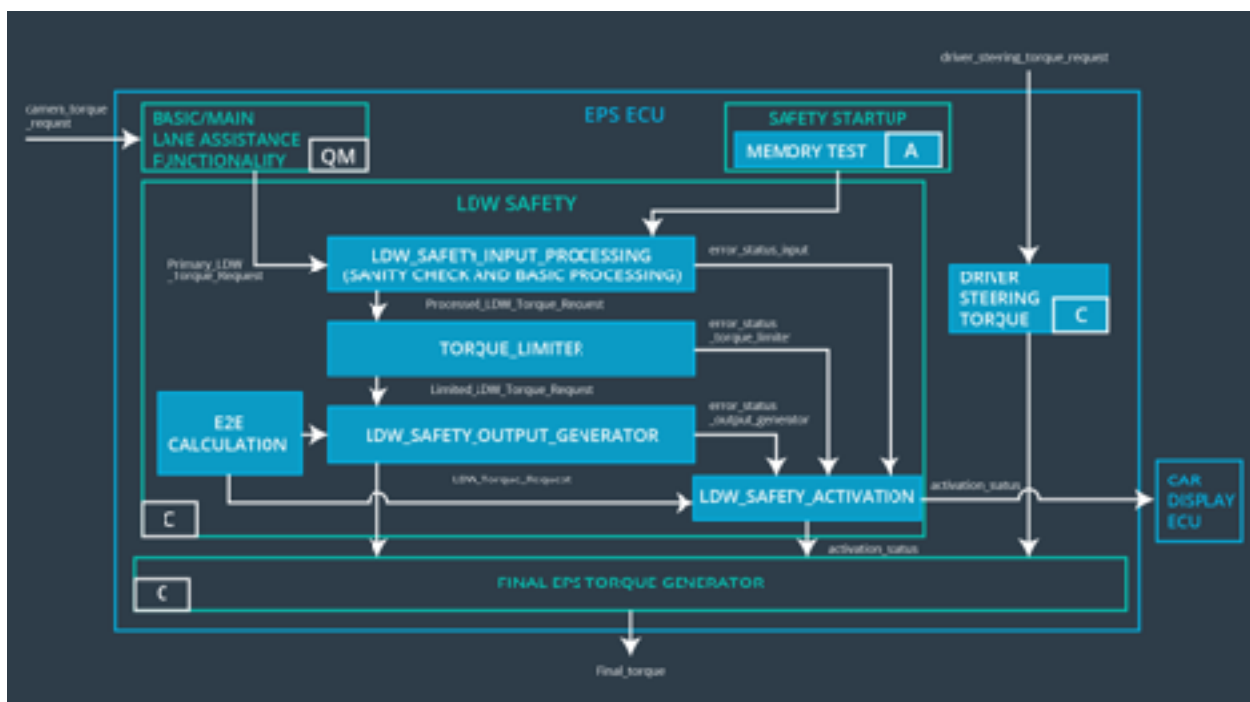 driver_steering_torque_request
camera_torque
_request
BASIC/MAIN
LANE ASSISTANCE
FUNCTIONALITY
QM
EPS ECU
SAFETY STARTUP
MEMORY TEST
A
LDW SAFETY
Primary_LDW
_Torque_Request
LDW_SAFETY_INPUT_PROCESSING
(SANITY CHECK AND BASIC PROCESSING)
error_status_input
Processed_LDW_Torque_Request
DRIVER
STEERING
TORQUE
C
TORQUE_LIMITER
error_status
_torque_limiter
Limited_LDW_Torque_Request
E2E
CALCULATION
LDW_SAFETY_OUTPUT_GENERATOR
error_status
_output_generator
LDW_Torque_Request
LDW_SAFETY_ACTIVATION
activation_satus
CAR
DISPLAY
ECU
C
activation_satus
FINAL EPS TORQUE GENERATOR
C
Final_torque